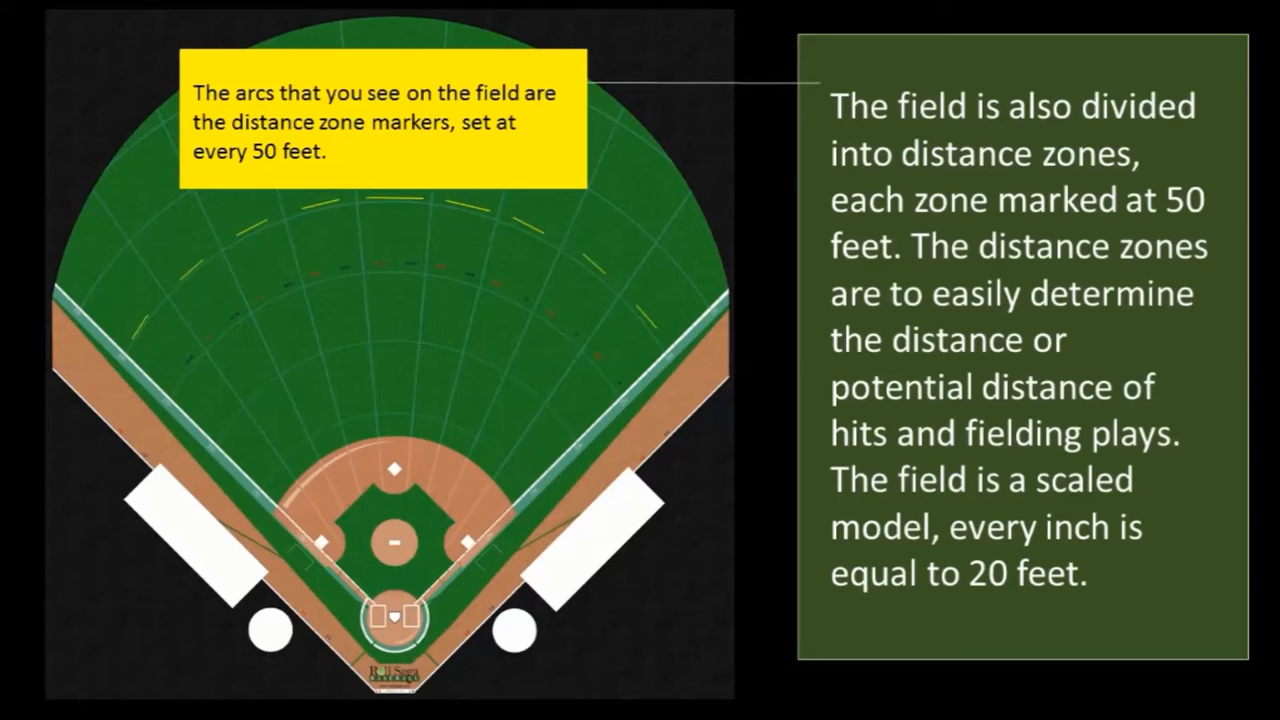 The arcs that you see on the field are
the distance zone markers, set at
every 50 feet.
The field is also divided
into distance zones,
each zone marked at 50
feet. The distance zones
are to easily determine
the distance or
potential distance of
hits and fielding plays.
The field is a scaled
model, every inch is
equal to 20 feet.